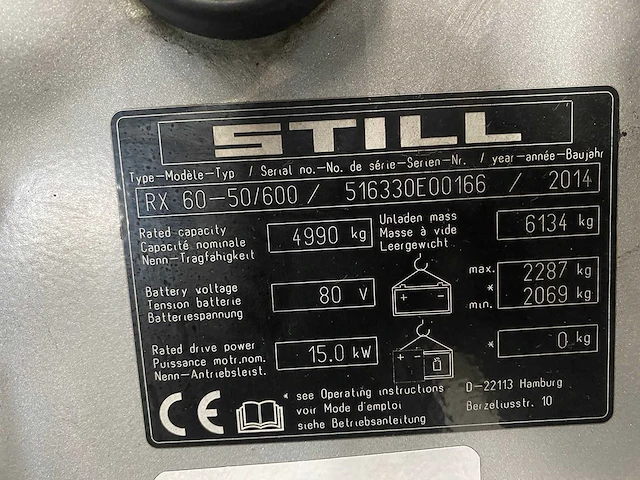 STILL
Type-Modèle-Typ / Serial no.-No. de série-Serien-Nr. / year-année-Baujahr
RX 60-50/600 / 516330E00166 / 2014
Rated capacity
Capacité nominale
Nenn-Tragfähigkeit
4990 kg
Unladen mass
Masse à vide
Leergewicht
6134 kg
Battery voltage
Tension batterie
Batteriespannung
80 V
+ -
max. 2287 kg
*
min. 2069 kg
Rated drive power
Puissance motr.nom.
Nenn-Antriebsleist.
15.0 kW
+ -
* 0 kg
CE
* see Operating instructions
voir Mode d'emploi
siehe Betriebsanleitung
D-22113 Hamburg
Berzeliusstr. 10